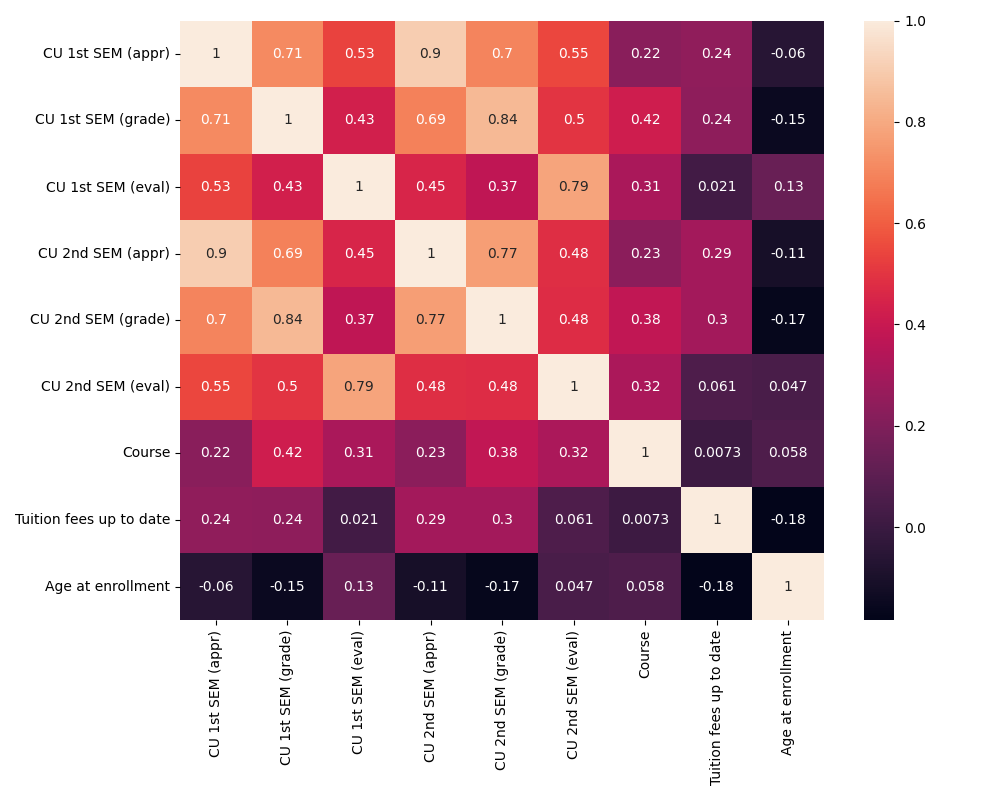 CU 1st SEM (appr) 1 0.71 0.53 0.9 0.7 0.55 0.22 0.24 -0.06
CU 1st SEM (grade) 0.71 1 0.43 0.69 0.84 0.5 0.42 0.24 -0.15
CU 1st SEM (eval) 0.53 0.43 1 0.45 0.37 0.79 0.31 0.021 0.13
CU 2nd SEM (appr) 0.9 0.69 0.45 1 0.77 0.48 0.23 0.29 -0.11
CU 2nd SEM (grade) 0.7 0.84 0.37 0.77 1 0.48 0.38 0.3 -0.17
CU 2nd SEM (eval) 0.55 0.5 0.79 0.48 0.48 1 0.32 0.061 0.047
Course 0.22 0.42 0.31 0.23 0.38 0.32 1 0.0073 0.058
Tuition fees up to date 0.24 0.24 0.021 0.29 0.3 0.061 0.0073 1 -0.18
Age at enrollment -0.06 -0.15 0.13 -0.11 -0.17 0.047 0.058 -0.18 1
CU 1st SEM (appr)
CU 1st SEM (grade)
CU 1st SEM (eval)
CU 2nd SEM (appr)
CU 2nd SEM (grade)
CU 2nd SEM (eval)
Course
Tuition fees up to date
Age at enrollment
1.0
0.8
0.6
0.4
0.2
0.0